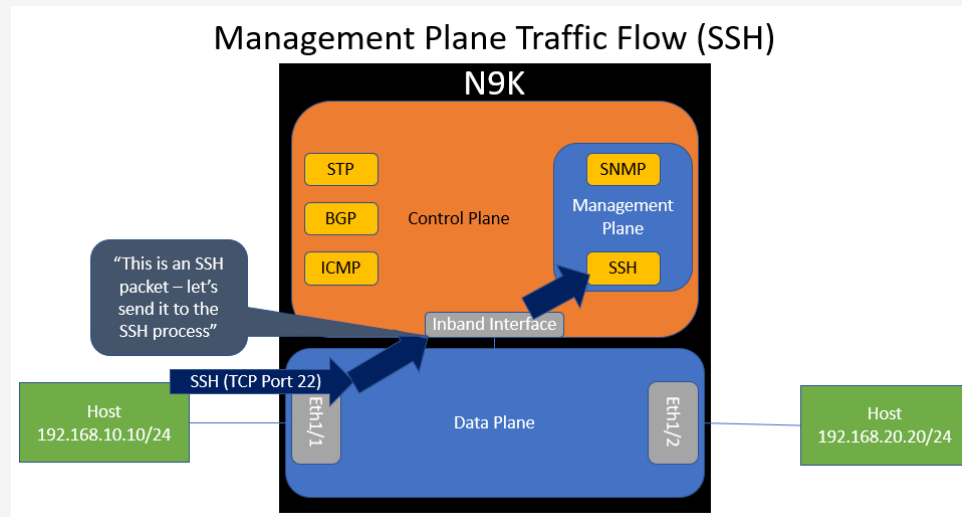 Management Plane Traffic Flow (SSH)
N9K
STP
SNMP
BGP
Control Plane
Management
Plane
ICMP
SSH
“This is an SSH
packet – let’s
send it to the
SSH process”
Inband Interface
SSH (TCP Port 22)
Host
192.168.10.10/24
Eth1/1
Data Plane
Eth1/2
Host
192.168.20.20/24